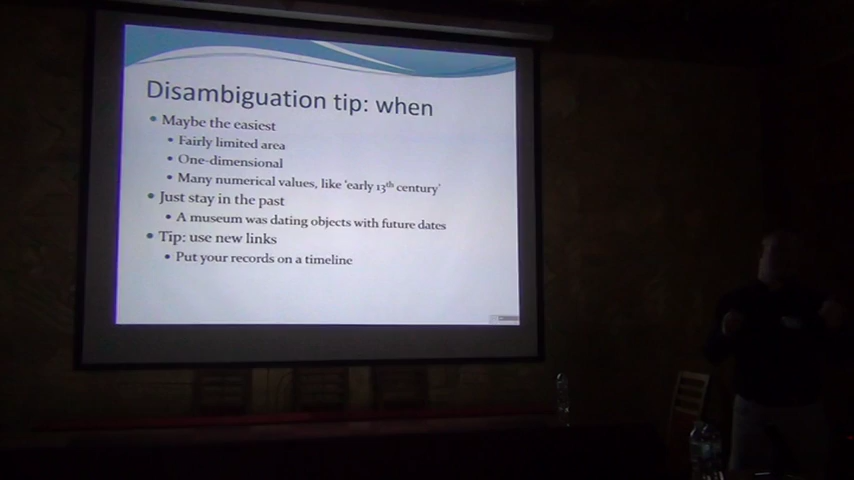 Disambiguation tip: when
• Maybe the easiest
• Fairly limited area
• One-dimensional
• Many numerical values, like 'early 13th century'
• Just stay in the past
• A museum was dating objects with future dates
• Tip: use new links
• Put your records on a timeline